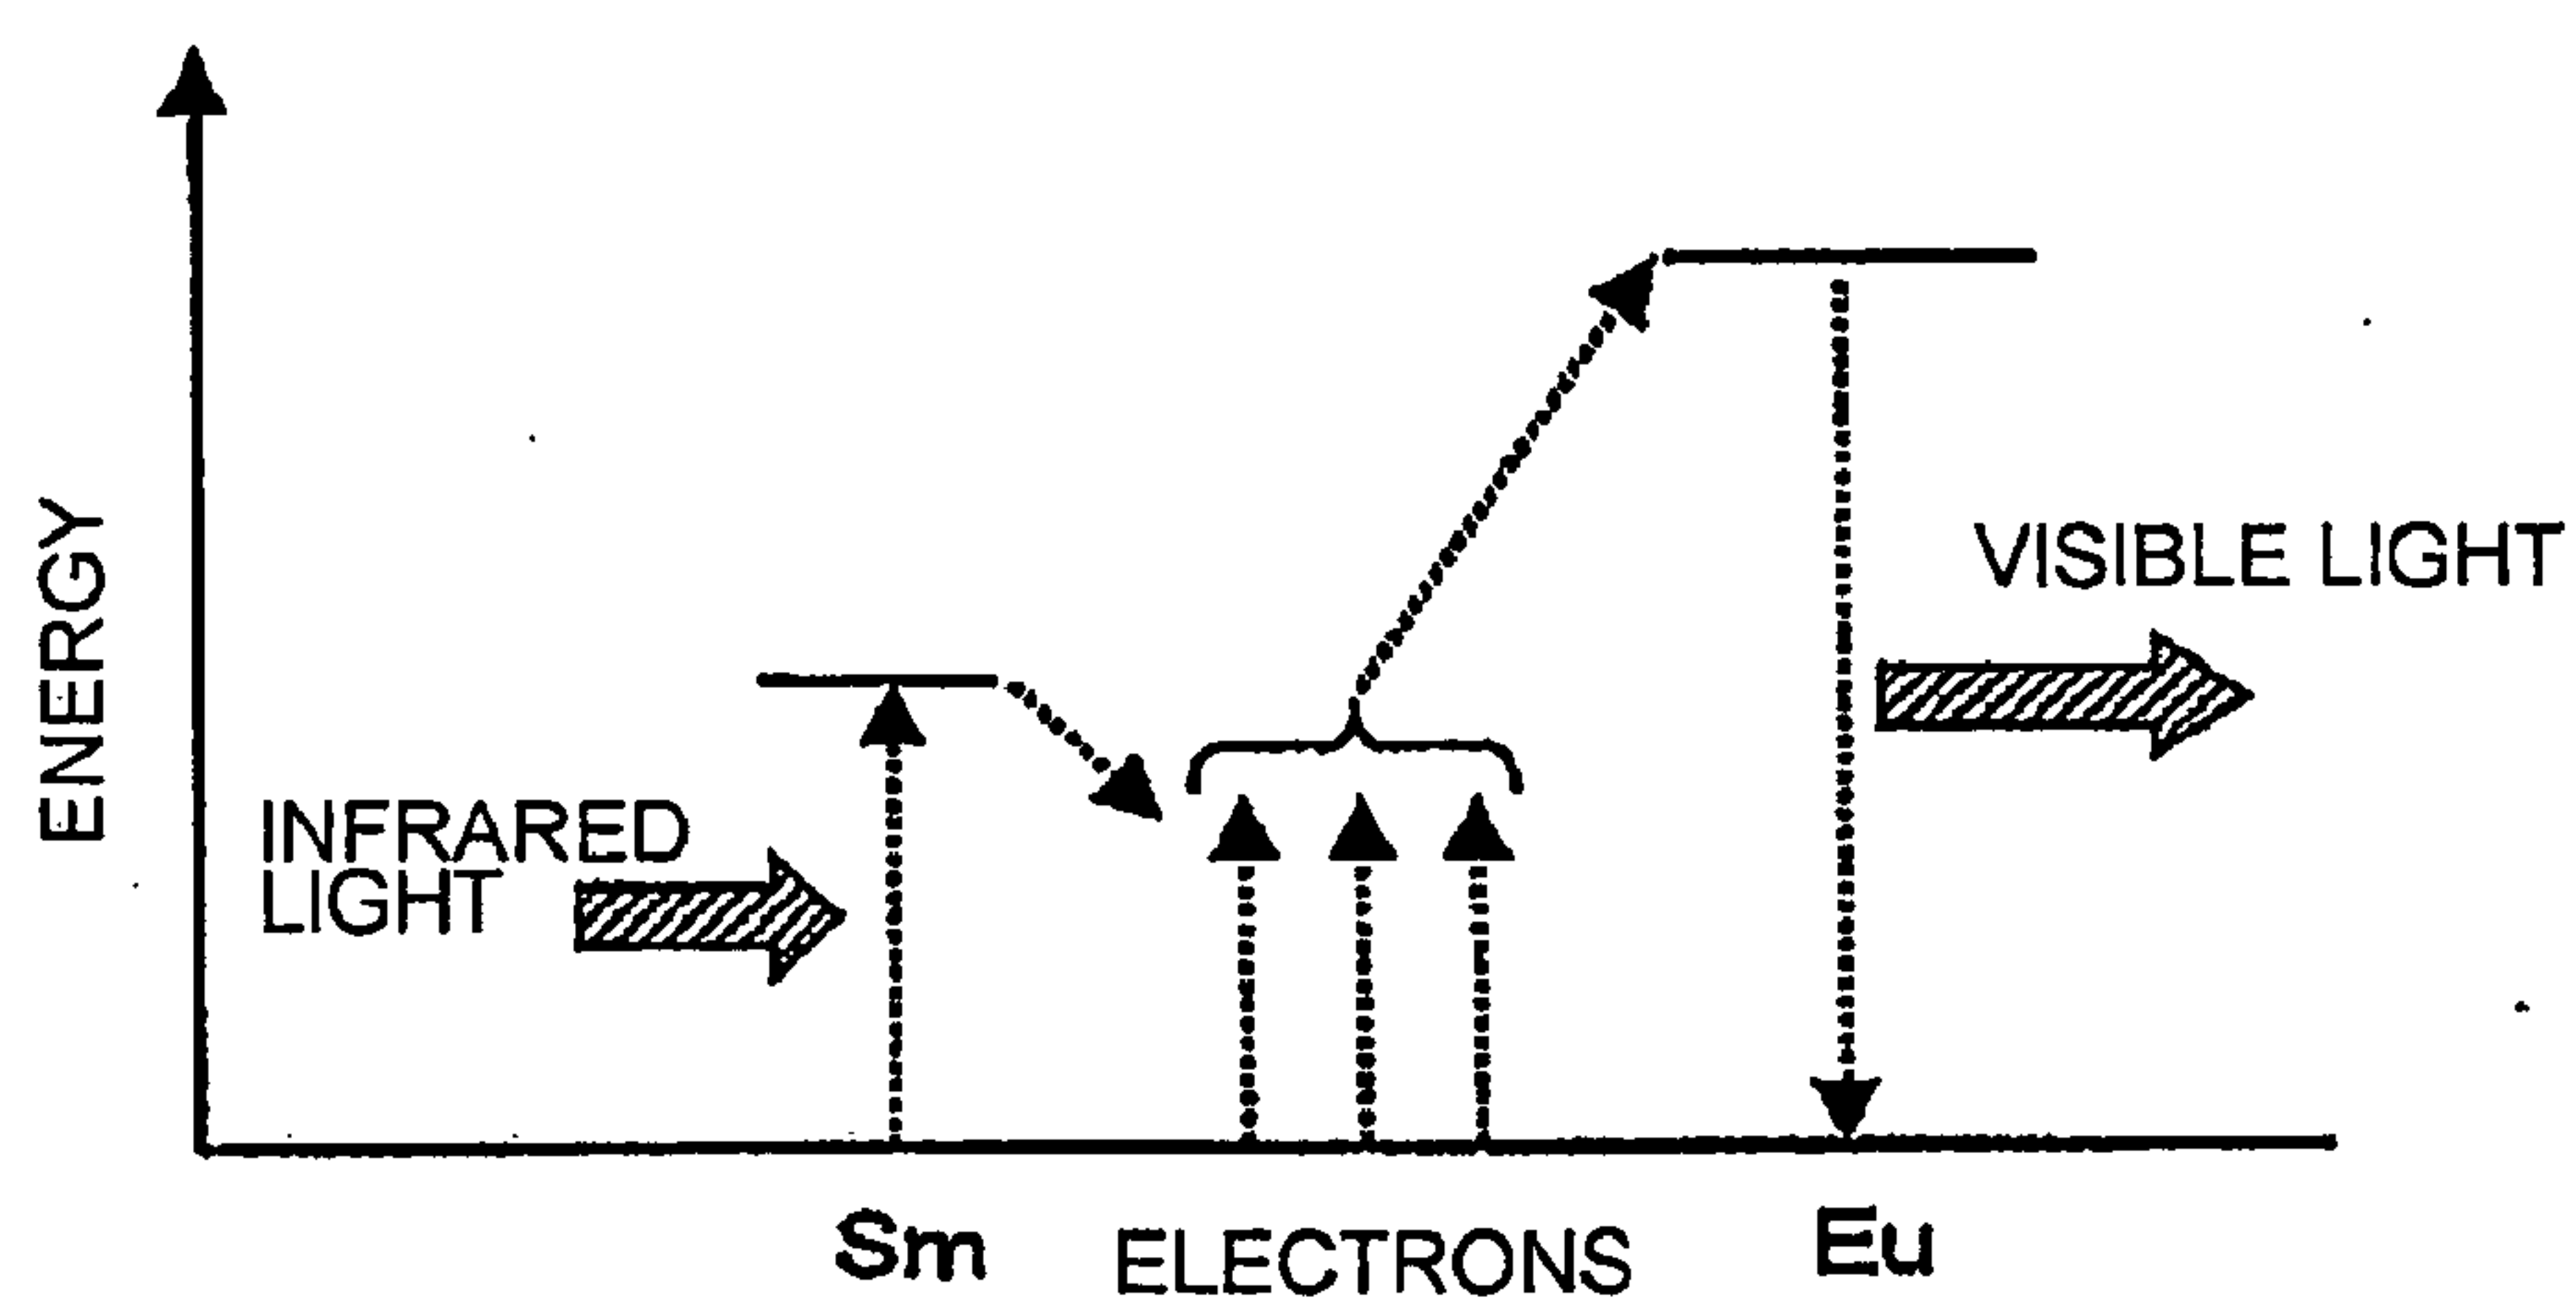 ENERGY
INFRARED
LIGHT
VISIBLE LIGHT
Sm
ELECTRONS
Eu